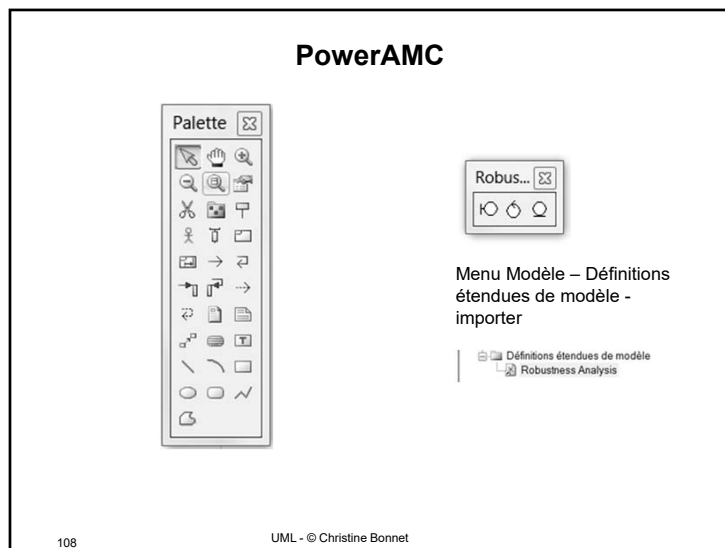 PowerAMC
Palette
Robus...
T
Menu Modèle – Définitions
étendues de modèle -
importer
Définitions étendues de modèle
Robustness Analysis
108
UML - © Christine Bonnet